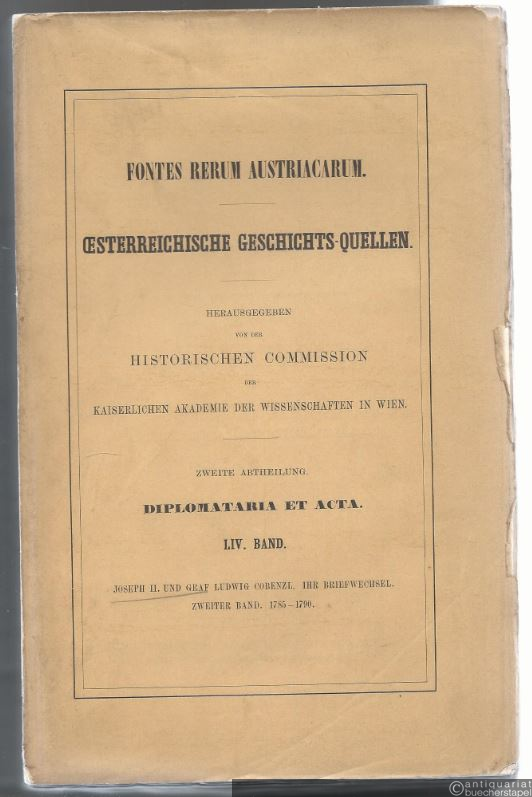 FONTES RERUM AUSTRIACARUM.
ŒSTERREICHISCHE GESCHICHTS-QUELLEN.
HERAUSGEGEBEN
VON DER
HISTORISCHEN COMMISSION
DER
KAISERLICHEN AKADEMIE DER WISSENSCHAFTEN IN WIEN.
ZWEITE ABTHEILUNG.
DIPLOMATARIA ET ACTA.
LIV. BAND.
JOSEPH II. UND GRAF LUDWIG COBENZL. IHR BRIEFWECHSEL.
ZWEITER BAND. 1785–1790.
©antiquariat
buecherstapel